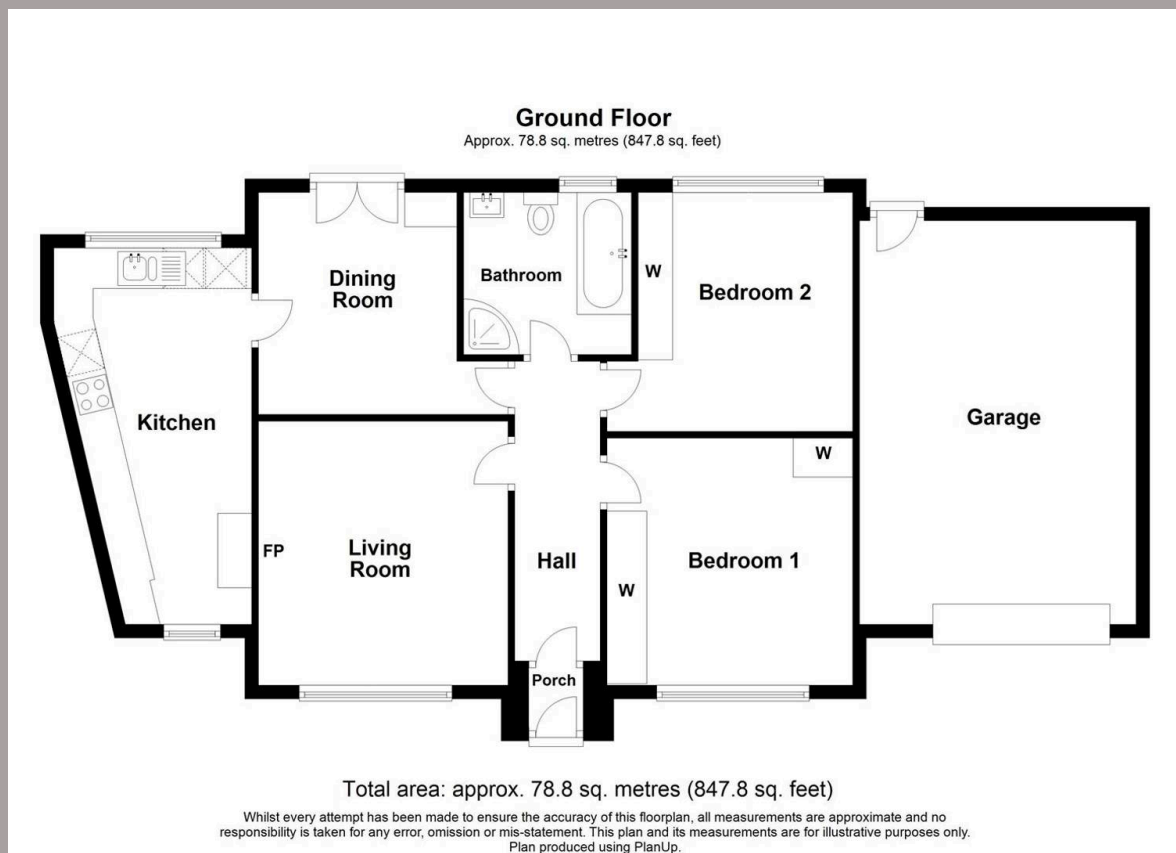 Ground Floor
Approx. 78.8 sq. metres (847.8 sq. feet)
Dining
Room
Bathroom
W
Bedroom 2
Kitchen
Garage
FP
Living
Room
Hall
Bedroom 1
W
W
Porch
Total area: approx. 78.8 sq. metres (847.8 sq. feet)
Whilst every attempt has been made to ensure the accuracy of this floorplan, all measurements are approximate and no
responsibility is taken for any error, omission or mis-statement. This plan and its measurements are for illustrative purposes only.
Plan produced using PlanUp.